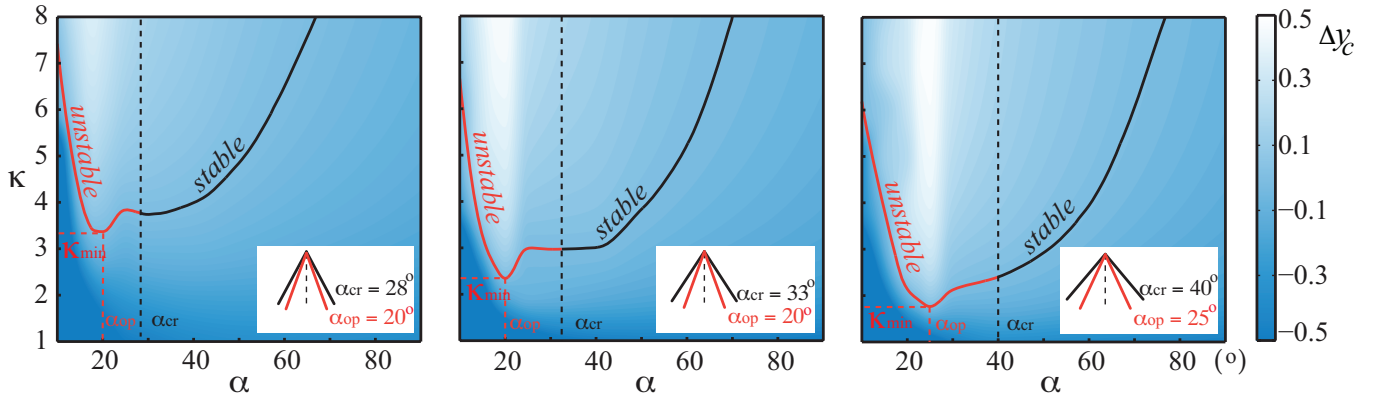 κ
8
7
6
5
4
3
2
1
unstable
stable
κmin
αop
αcr
αcr = 28°
αop = 20°
20
40
60
80
α
unstable
stable
κmin
αop
αcr
αcr = 33°
αop = 20°
20
40
60
80
α
unstable
stable
κmin
αop
αcr
αcr = 40°
αop = 25°
20
40
60
80
(°)
α
Δyc
0.5
0.3
0.1
−0.1
−0.3
−0.5